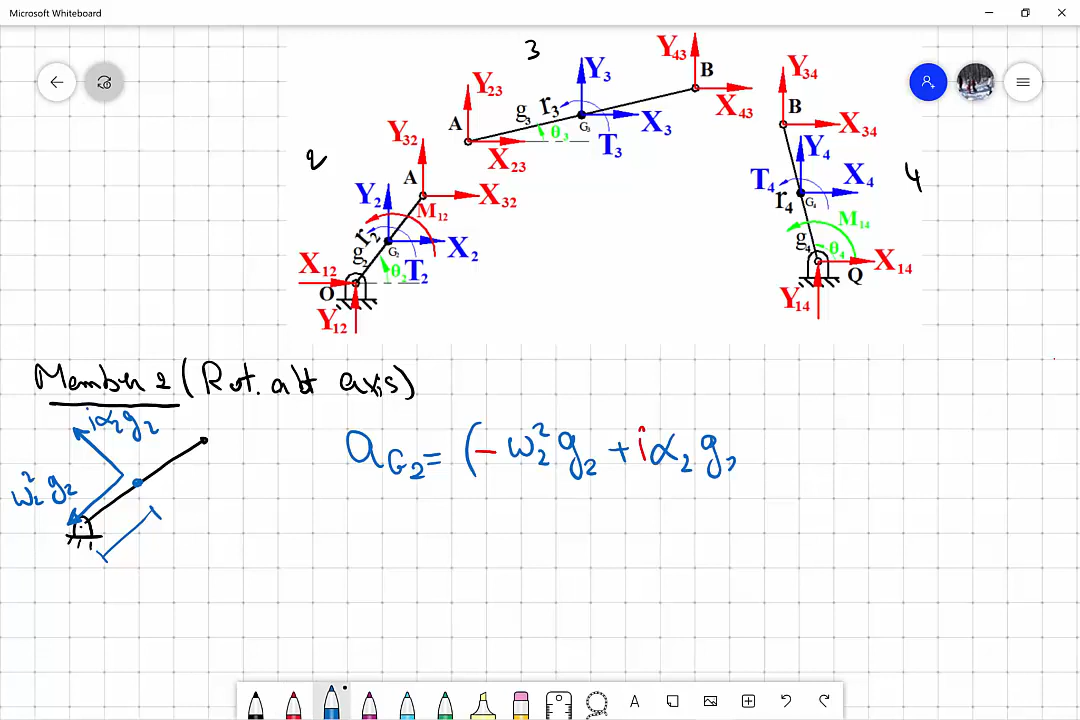 Microsoft Whiteboard
3
Y₂₃
A
X₂₃
g₃
r₃
θ₃
Y₃
G₃
X₃
T₃
Y₄₃
B
X₄₃
2
Y₃₂
A
X₃₂
Y₂
M₁₂
r₂
g₂
G₂
X₂
θ₂
T₂
X₁₂
O
Y₁₂
Y₃₄
B
X₃₄
Y₄
T₄
X₄
4
r₄
G₄
M₁₄
g₄
θ₄
X₁₄
Q
Y₁₄
Member 2 (Rot. abt axis)
iα₂g₂
ω₂²g₂
a_G₂ = (-ω₂²g₂ + iα₂g,
A